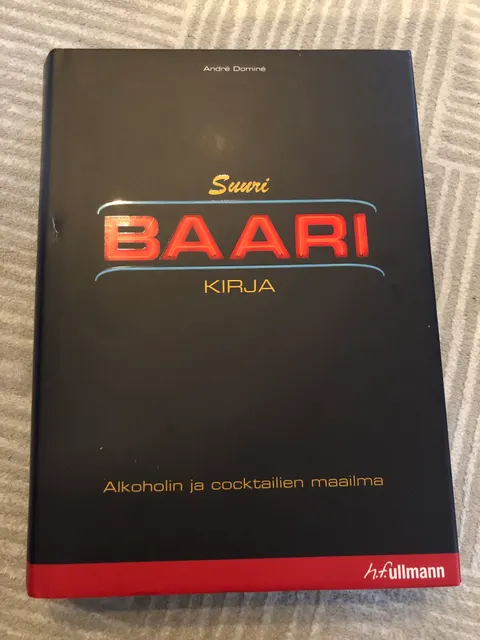 André Dominé
Suuri
BAARI
KIRJA
Alkoholin ja cocktailien maailma
h.f.ullmann